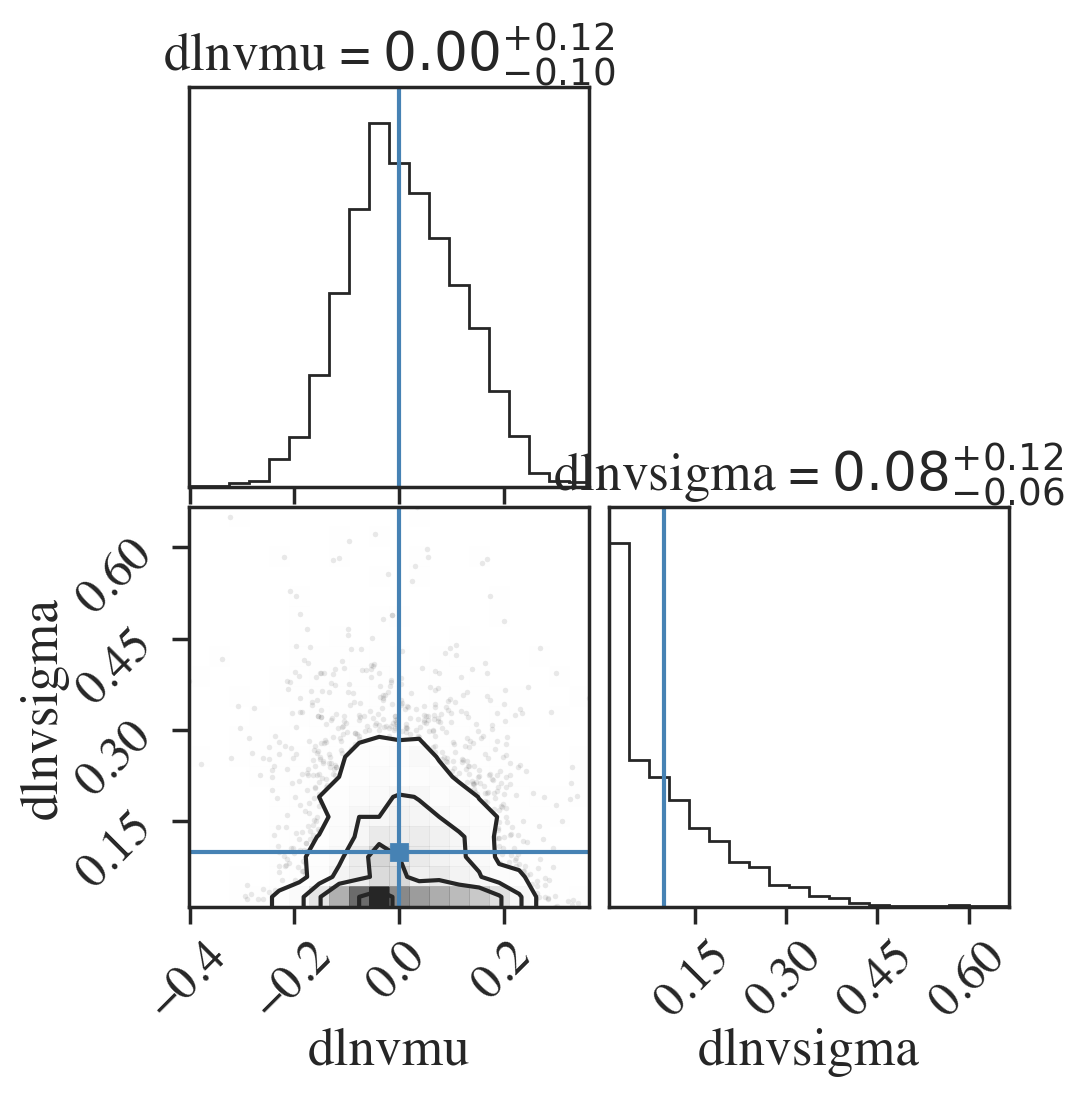 dlnvmu = 0.00 +0.12 −0.10
dlnvsigma = 0.08 +0.12 −0.06
dlnvsigma
0.60
0.45
0.30
0.15
−0.4 −0.2 0.0 0.2
0.15 0.30 0.45 0.60
dlnvmu
dlnvsigma